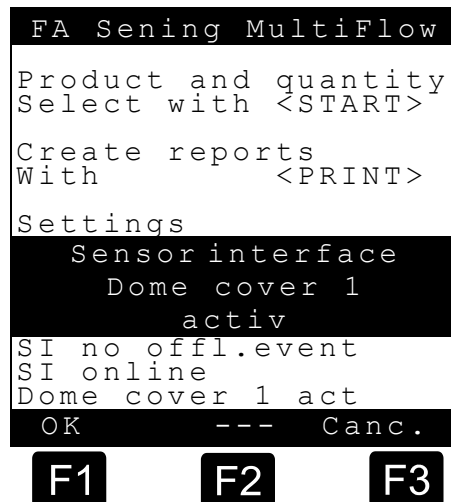 FA Sening MultiFlow
Product and quantity
Select with <START>
Create reports
With <PRINT>
Settings
Sensor interface
Dome cover 1
activ
SI no offl.event
SI online
Dome cover 1 act
OK --- Canc.
F1 F2 F3